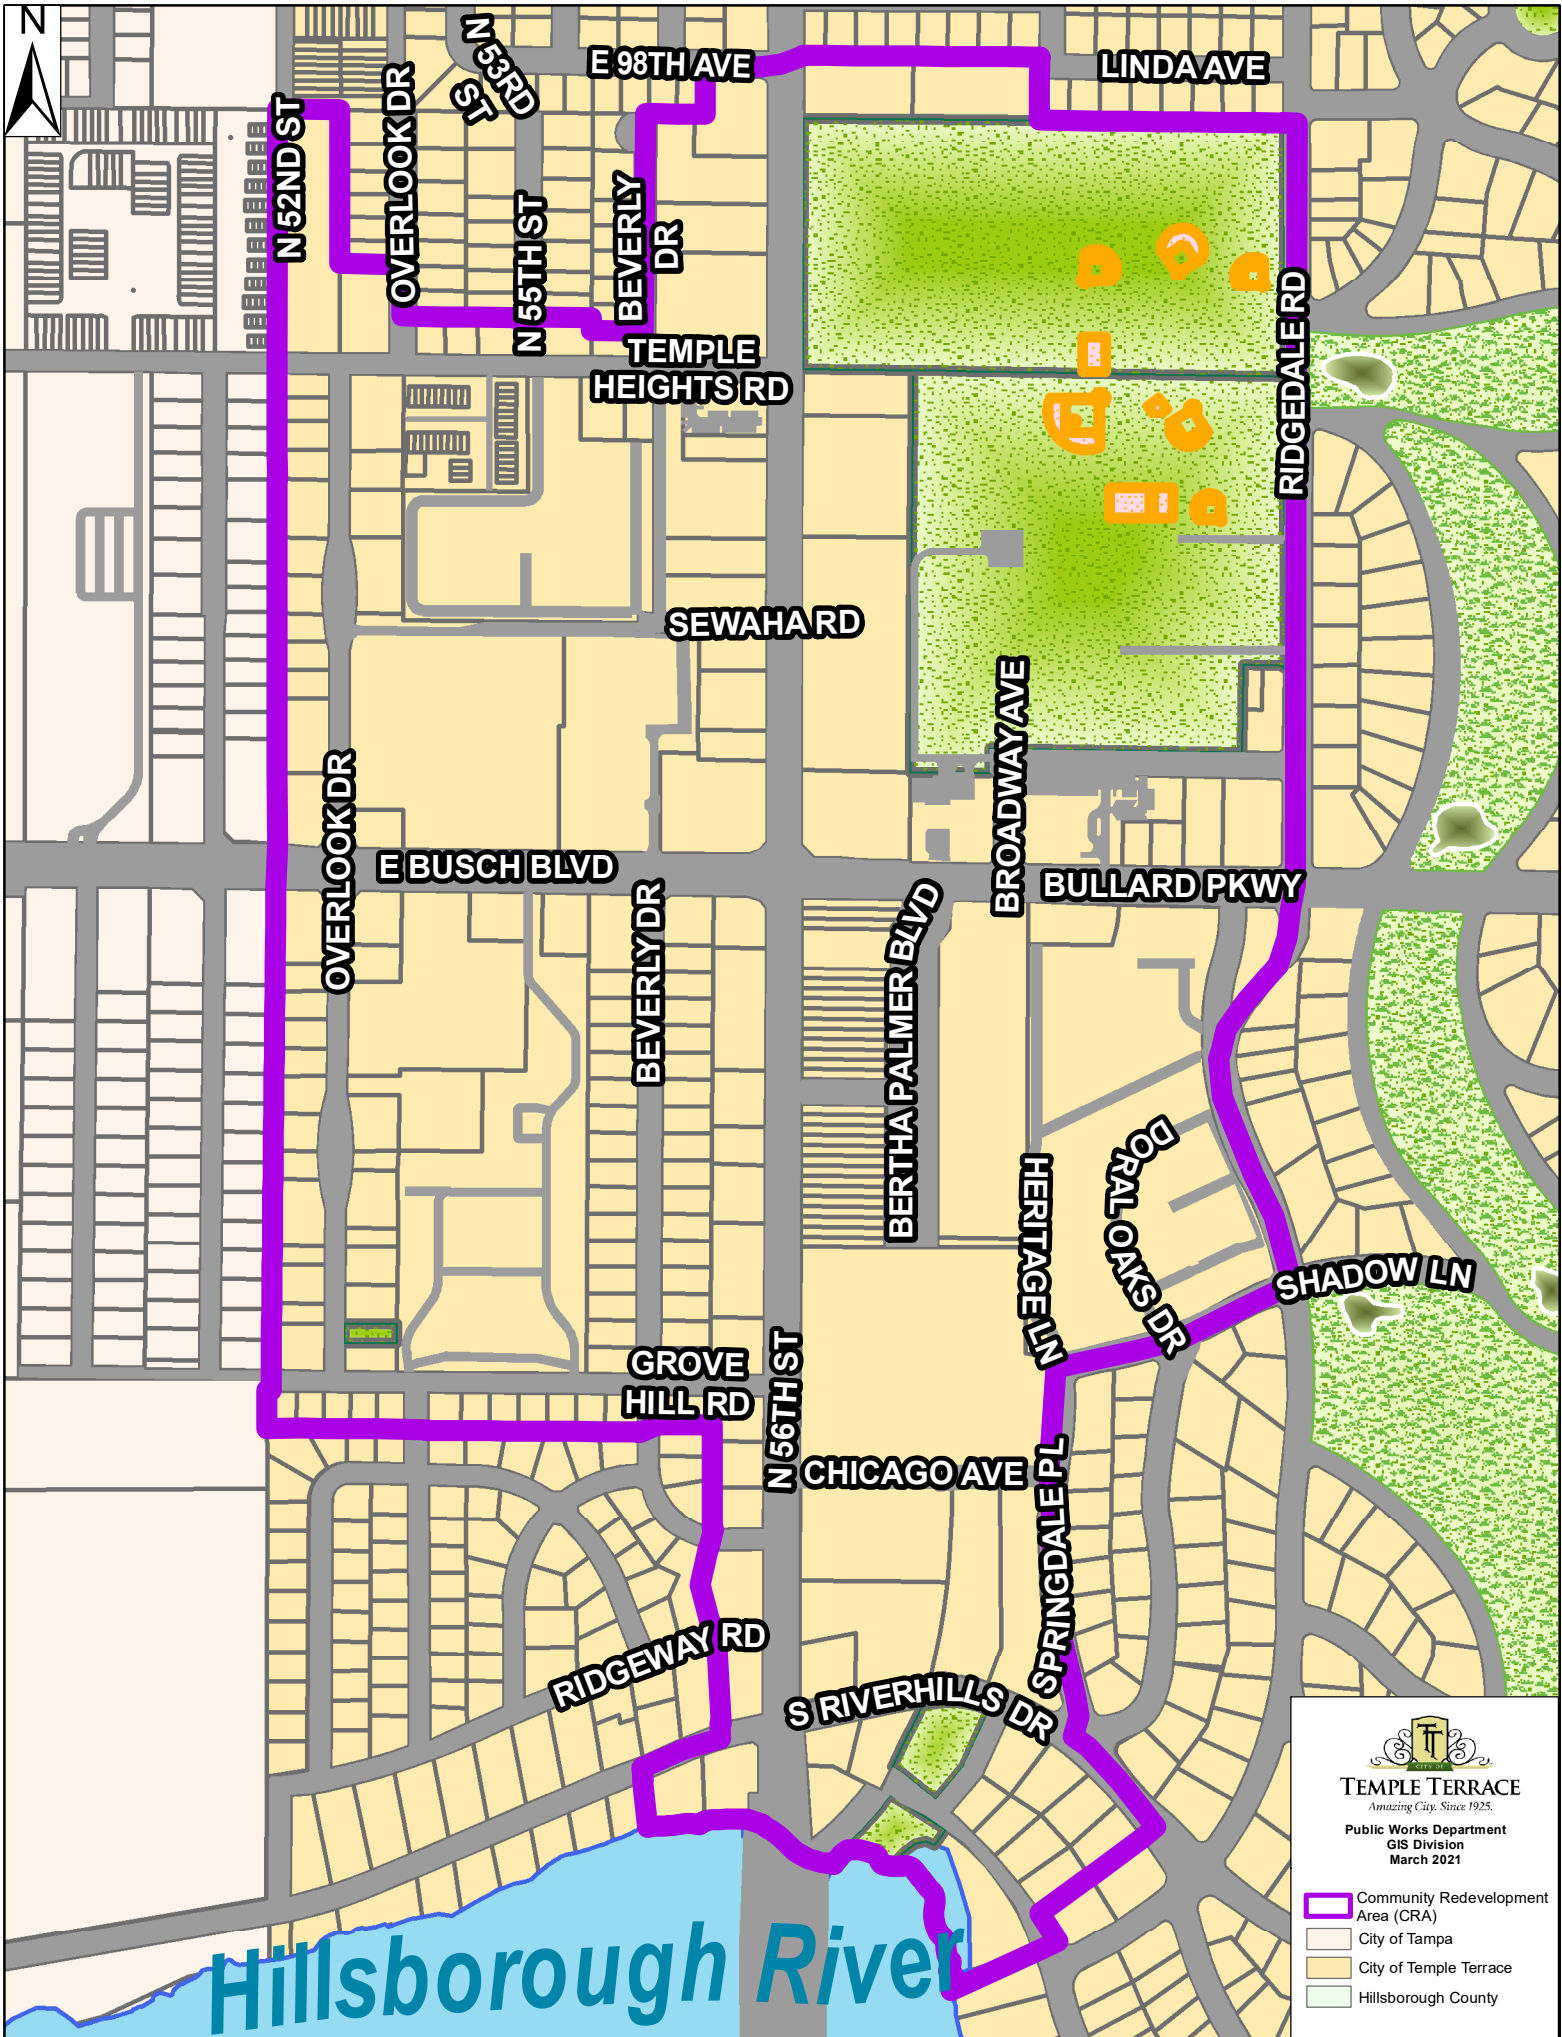 N
N 53RD
ST
E 98TH AVE
LINDA AVE
N 52ND ST
OVERLOOK DR
N 55TH ST
BEVERLY
DR
TEMPLE
HEIGHTS RD
RIDGEDALE RD
SEWAHA RD
BROADWAY AVE
OVERLOOK DR
E BUSCH BLVD
BULLARD PKWY
BEVERLY DR
BERTHA PALMER BLVD
HERITAGE LN
DORAL OAKS DR
SHADOW LN
GROVE
HILL RD
N 56TH ST
CHICAGO AVE
SPRINGDALE PL
RIDGEWAY RD
S RIVERHILLS DR
Hillsborough River
TT
CITY OF
TEMPLE TERRACE
Amazing City. Since 1925.
Public Works Department
GIS Division
March 2021
Community Redevelopment
Area (CRA)
City of Tampa
City of Temple Terrace
Hillsborough County